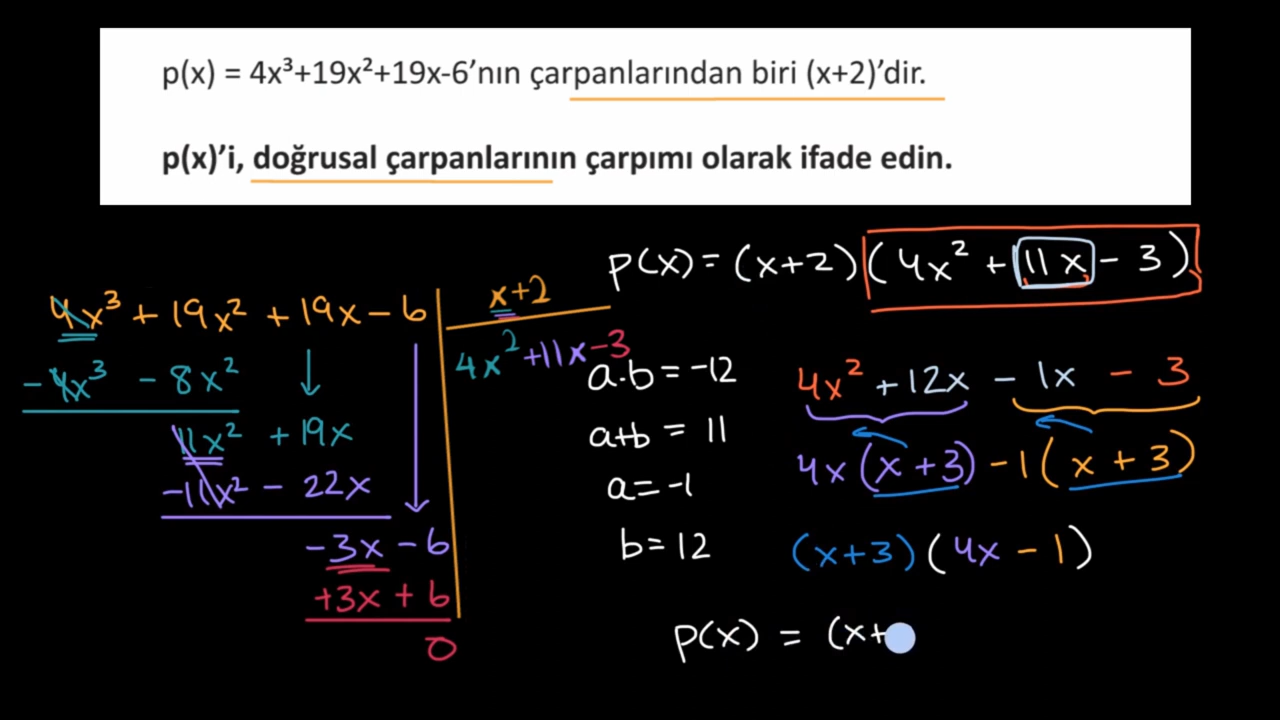 p(x) = 4x³+19x²+19x-6'nın çarpanlarından biri (x+2)'dir.
p(x)'i, doğrusal çarpanlarının çarpımı olarak ifade edin.
p(x) = (x+2)(4x² + 11x - 3)
4x³ + 19x² + 19x - 6
x+2
4x² +11x -3
-4x³ - 8x²
11x² + 19x
-11x² - 22x
-3x - 6
+3x + 6
0
a.b = -12
a+b = 11
a = -1
b = 12
4x² + 12x - 1x - 3
4x(x+3) - 1(x+3)
(x+3)(4x - 1)
p(x) = (x+